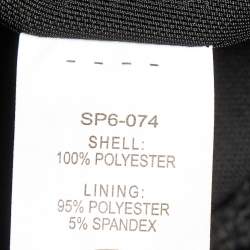 SP6-074
SHELL:
100% POLYESTER
LINING:
95% POLYESTER
5% SPANDEX